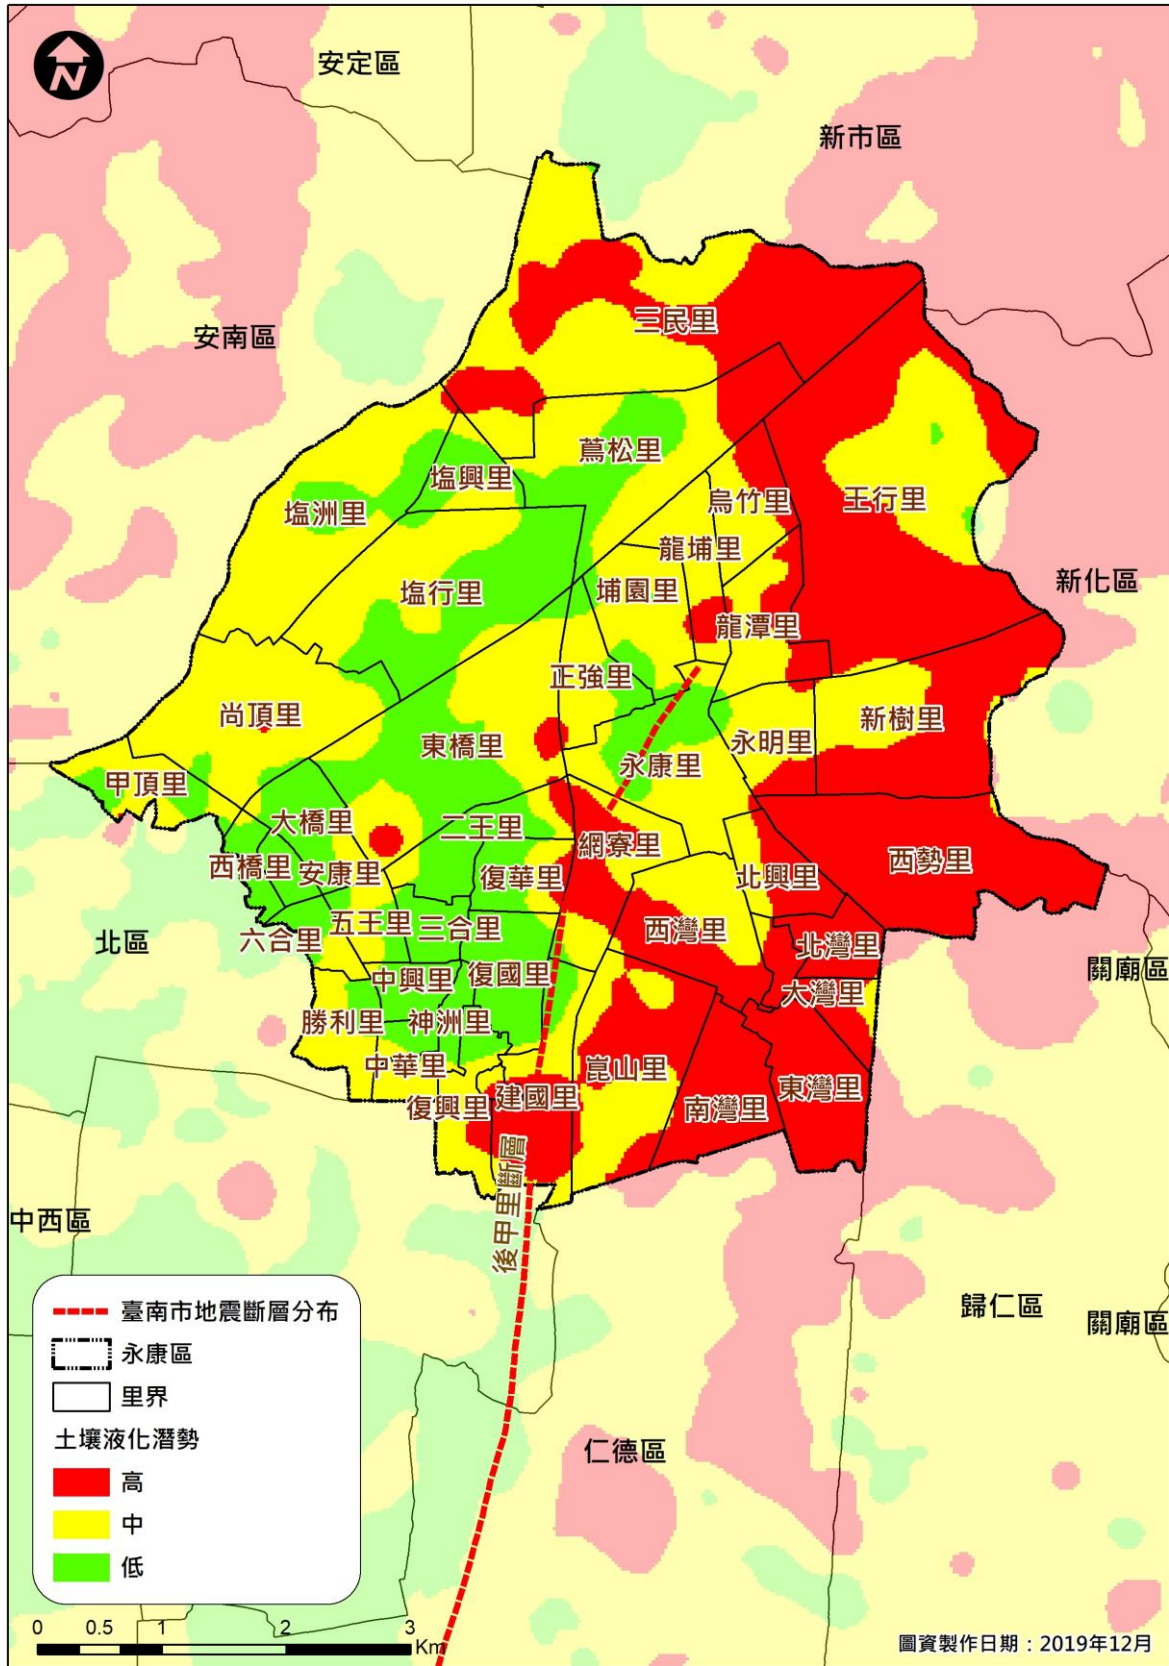 N
安定區
新市區
安南區
三民里
蔦松里
塩興里
塩洲里
烏竹里
王行里
龍埔里
塩行里
埔園里
新化區
龍潭里
正強里
尚頂里
東橋里
永明里
新樹里
永康里
甲頂里
大橋里
二王里
網寮里
西橋里
安康里
復華里
北興里
西勢里
五王里
三合里
西灣里
六合里
北區
北灣里
關廟區
中興里
復國里
大灣里
勝利里
神洲里
中華里
崑山里
東灣里
復興里
建國里
南灣里
後甲里斷層
中西區
歸仁區
關廟區
仁德區
臺南市地震斷層分布
永康區
里界
土壤液化潛勢
高
中
低
0 0.5 1 2 3
Km
圖資製作日期：2019年12月